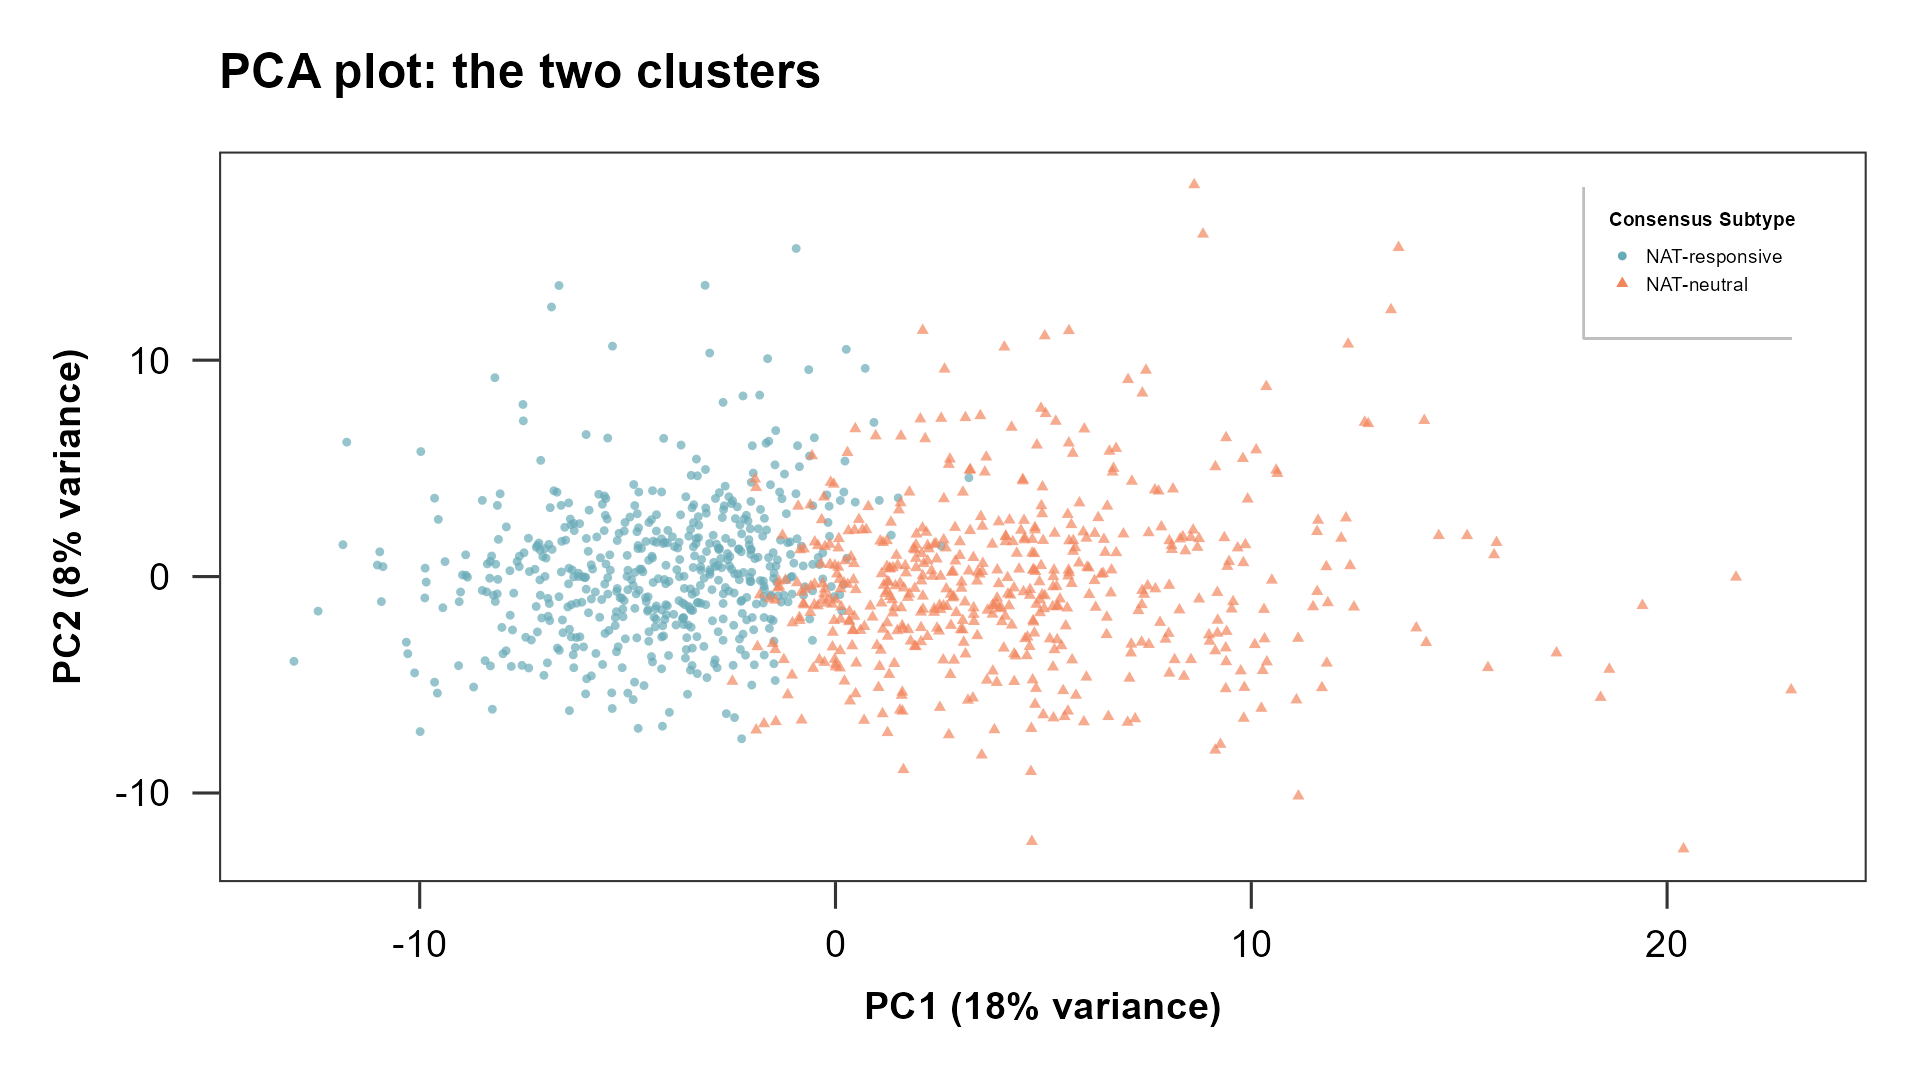 PCA plot: the two clusters
Consensus Subtype
NAT-responsive
NAT-neutral
PC2 (8% variance)
10
0
-10
-10
0
10
20
PC1 (18% variance)